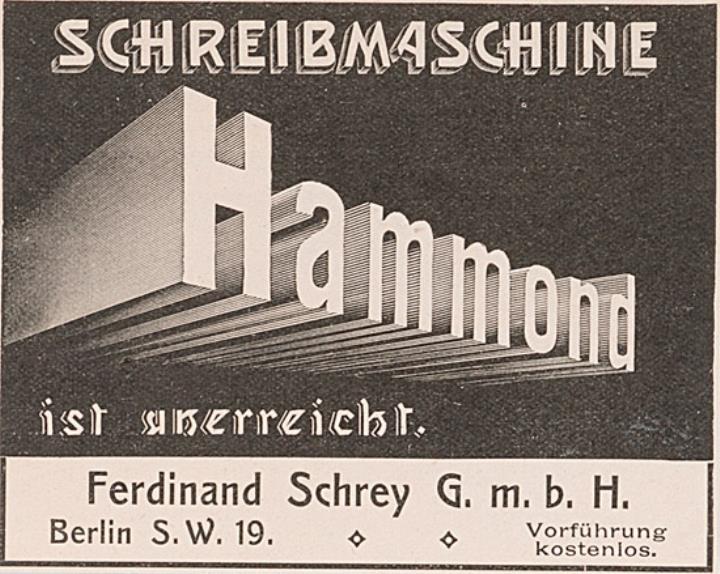 SCHREIBMASCHINE
Hammond
ist unerreicht.
Ferdinand Schrey G. m. b. H.
Berlin S. W. 19.
Vorführung
kostenlos.